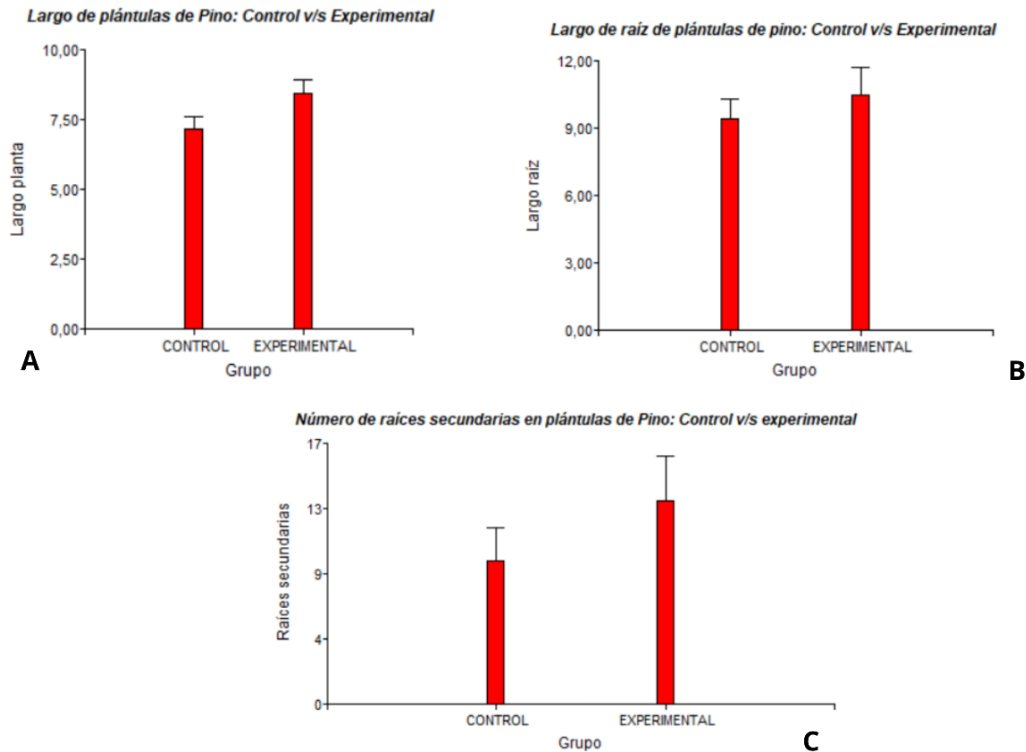 Largo de plántulas de Pino: Control v/s Experimental
10,00
7,50
5,00
2,50
0,00
Largo planta
CONTROL EXPERIMENTAL
Grupo
A
Largo de raíz de plántulas de pino: Control v/s Experimental
12,00
9,00
6,00
3,00
0,00
Largo raíz
CONTROL EXPERIMENTAL
Grupo
B
Número de raíces secundarias en plántulas de Pino: Control v/s experimental
17
13
9
4
0
Raíces secundarias
CONTROL EXPERIMENTAL
Grupo
C